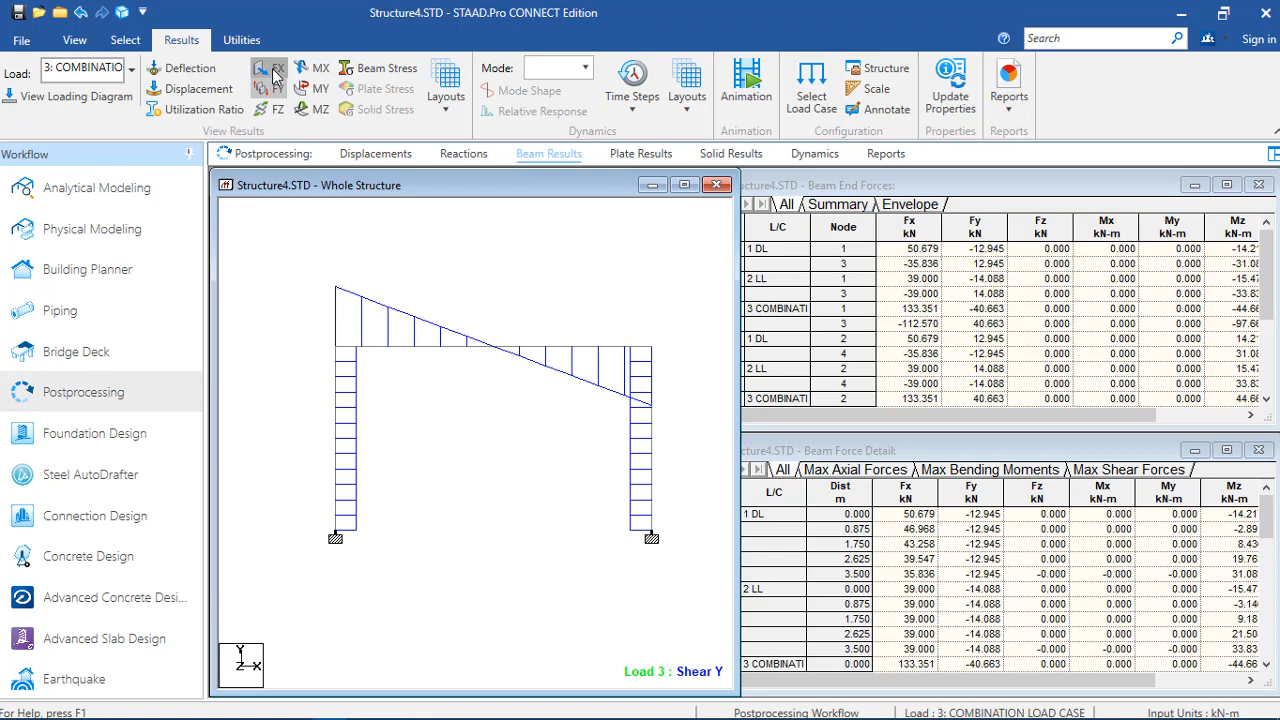 Structure4.STD - STAAD.Pro CONNECT Edition
File View Select Results Utilities Search Sign in
Load: 3: COMBINATIO
View Loading Diagram
Deflection FX MX Beam Stress
Displacement FY MY Plate Stress
Utilization Ratio FZ MZ Solid Stress
Layouts
View Results
Mode:
Mode Shape
Relative Response
Time Steps
Layouts
Dynamics
Animation
Animation
Select Load Case
Structure
Scale
Annotate
Configuration
Update Properties
Properties
Reports
Reports
Workflow
Postprocessing: Displacements Reactions Beam Results Plate Results Solid Results Dynamics Reports
Analytical Modeling
Physical Modeling
Building Planner
Piping
Bridge Deck
Postprocessing
Foundation Design
Steel AutoDrafter
Connection Design
Concrete Design
Advanced Concrete Desi...
Advanced Slab Design
Earthquake
Structure4.STD - Whole Structure
Y
Z X
Load 3 : Shear Y
cture4.STD - Beam End Forces:
All Summary Envelope
L/C Node Fx kN Fy kN Fz kN Mx kN-m My kN-m Mz kN-m
1 DL 1 50.679 -12.945 0.000 0.000 0.000 -14.21
3 -35.836 12.945 0.000 0.000 0.000 -31.08
2 LL 1 39.000 -14.088 0.000 0.000 0.000 -15.47
3 -39.000 14.088 0.000 0.000 0.000 -33.83
3 COMBINATI 1 133.351 -40.663 0.000 0.000 0.000 -44.66
3 -112.570 40.663 0.000 0.000 0.000 -97.66
1 DL 2 50.679 12.945 0.000 0.000 0.000 14.21
4 -35.836 -12.945 0.000 0.000 0.000 31.08
2 LL 2 39.000 14.088 0.000 0.000 0.000 15.47
4 -39.000 -14.088 0.000 0.000 0.000 33.83
3 COMBINATI 2 133.351 40.663 0.000 0.000 0.000 44.66
cture4.STD - Beam Force Detail:
All Max Axial Forces Max Bending Moments Max Shear Forces
L/C Dist m Fx kN Fy kN Fz kN Mx kN-m My kN-m Mz kN-m
1 DL 0.000 50.679 -12.945 0.000 0.000 0.000 -14.21
0.875 46.968 -12.945 0.000 0.000 0.000 -2.89
1.750 43.258 -12.945 0.000 0.000 0.000 8.43
2.625 39.547 -12.945 0.000 0.000 0.000 19.76
3.500 35.836 -12.945 -0.000 -0.000 -0.000 31.08
2 LL 0.000 39.000 -14.088 0.000 0.000 0.000 -15.47
0.875 39.000 -14.088 0.000 0.000 0.000 -3.14
1.750 39.000 -14.088 0.000 0.000 0.000 9.18
2.625 39.000 -14.088 0.000 0.000 0.000 21.50
3.500 39.000 -14.088 -0.000 -0.000 -0.000 33.83
3 COMBINATI 0.000 133.351 -40.663 0.000 0.000 0.000 -44.66
For Help, press F1 Postprocessing Workflow Load : 3: COMBINATION LOAD CASE Input Units : kN-m